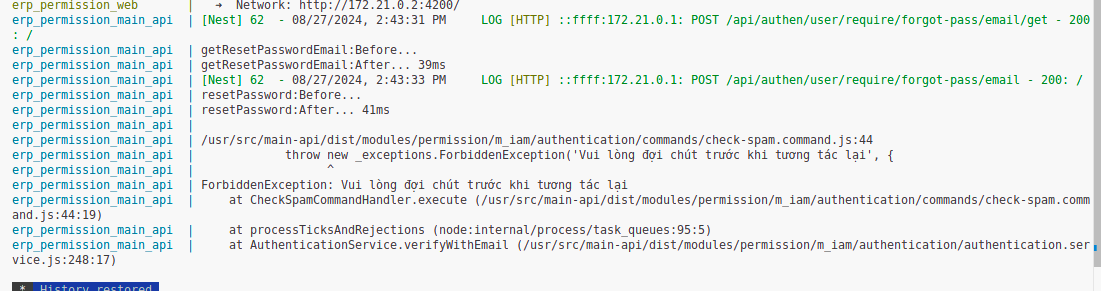 erp_permission_web       |   ➜  Network: http://172.21.0.2:4200/
erp_permission_main_api  | [Nest] 62  - 08/27/2024, 2:43:31 PM     LOG [HTTP] ::ffff:172.21.0.1: POST /api/authen/user/require/forgot-pass/email/get - 200
: /
erp_permission_main_api  | getResetPasswordEmail:Before...
erp_permission_main_api  | getResetPasswordEmail:After... 39ms
erp_permission_main_api  | [Nest] 62  - 08/27/2024, 2:43:33 PM     LOG [HTTP] ::ffff:172.21.0.1: POST /api/authen/user/require/forgot-pass/email - 200: /
erp_permission_main_api  | resetPassword:Before...
erp_permission_main_api  | resetPassword:After... 41ms
erp_permission_main_api  |
erp_permission_main_api  | /usr/src/main-api/dist/modules/permission/m_iam/authentication/commands/check-spam.command.js:44
erp_permission_main_api  |             throw new _exceptions.ForbiddenException('Vui lòng đợi chút trước khi tương tác lại', {
erp_permission_main_api  |                   ^
erp_permission_main_api  | ForbiddenException: Vui lòng đợi chút trước khi tương tác lại
erp_permission_main_api  |     at CheckSpamCommandHandler.execute (/usr/src/main-api/dist/modules/permission/m_iam/authentication/commands/check-spam.comm
and.js:44:19)
erp_permission_main_api  |     at processTicksAndRejections (node:internal/process/task_queues:95:5)
erp_permission_main_api  |     at AuthenticationService.verifyWithEmail (/usr/src/main-api/dist/modules/permission/m_iam/authentication/authentication.ser
vice.js:248:17)
* History restored